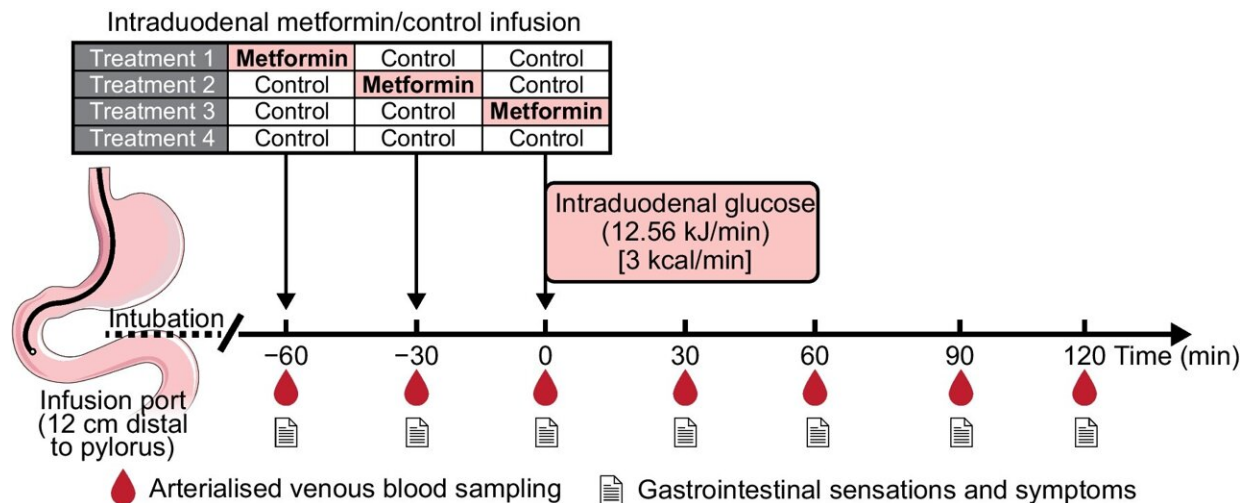 Intraduodenal metformin/control infusion
Treatment 1 Metformin Control Control
Treatment 2 Control Metformin Control
Treatment 3 Control Control Metformin
Treatment 4 Control Control Control
Intraduodenal glucose
(12.56 kJ/min)
[3 kcal/min]
Intubation
−60 −30 0 30 60 90 120 Time (min)
Infusion port
(12 cm distal
to pylorus)
Arterialised venous blood sampling Gastrointestinal sensations and symptoms